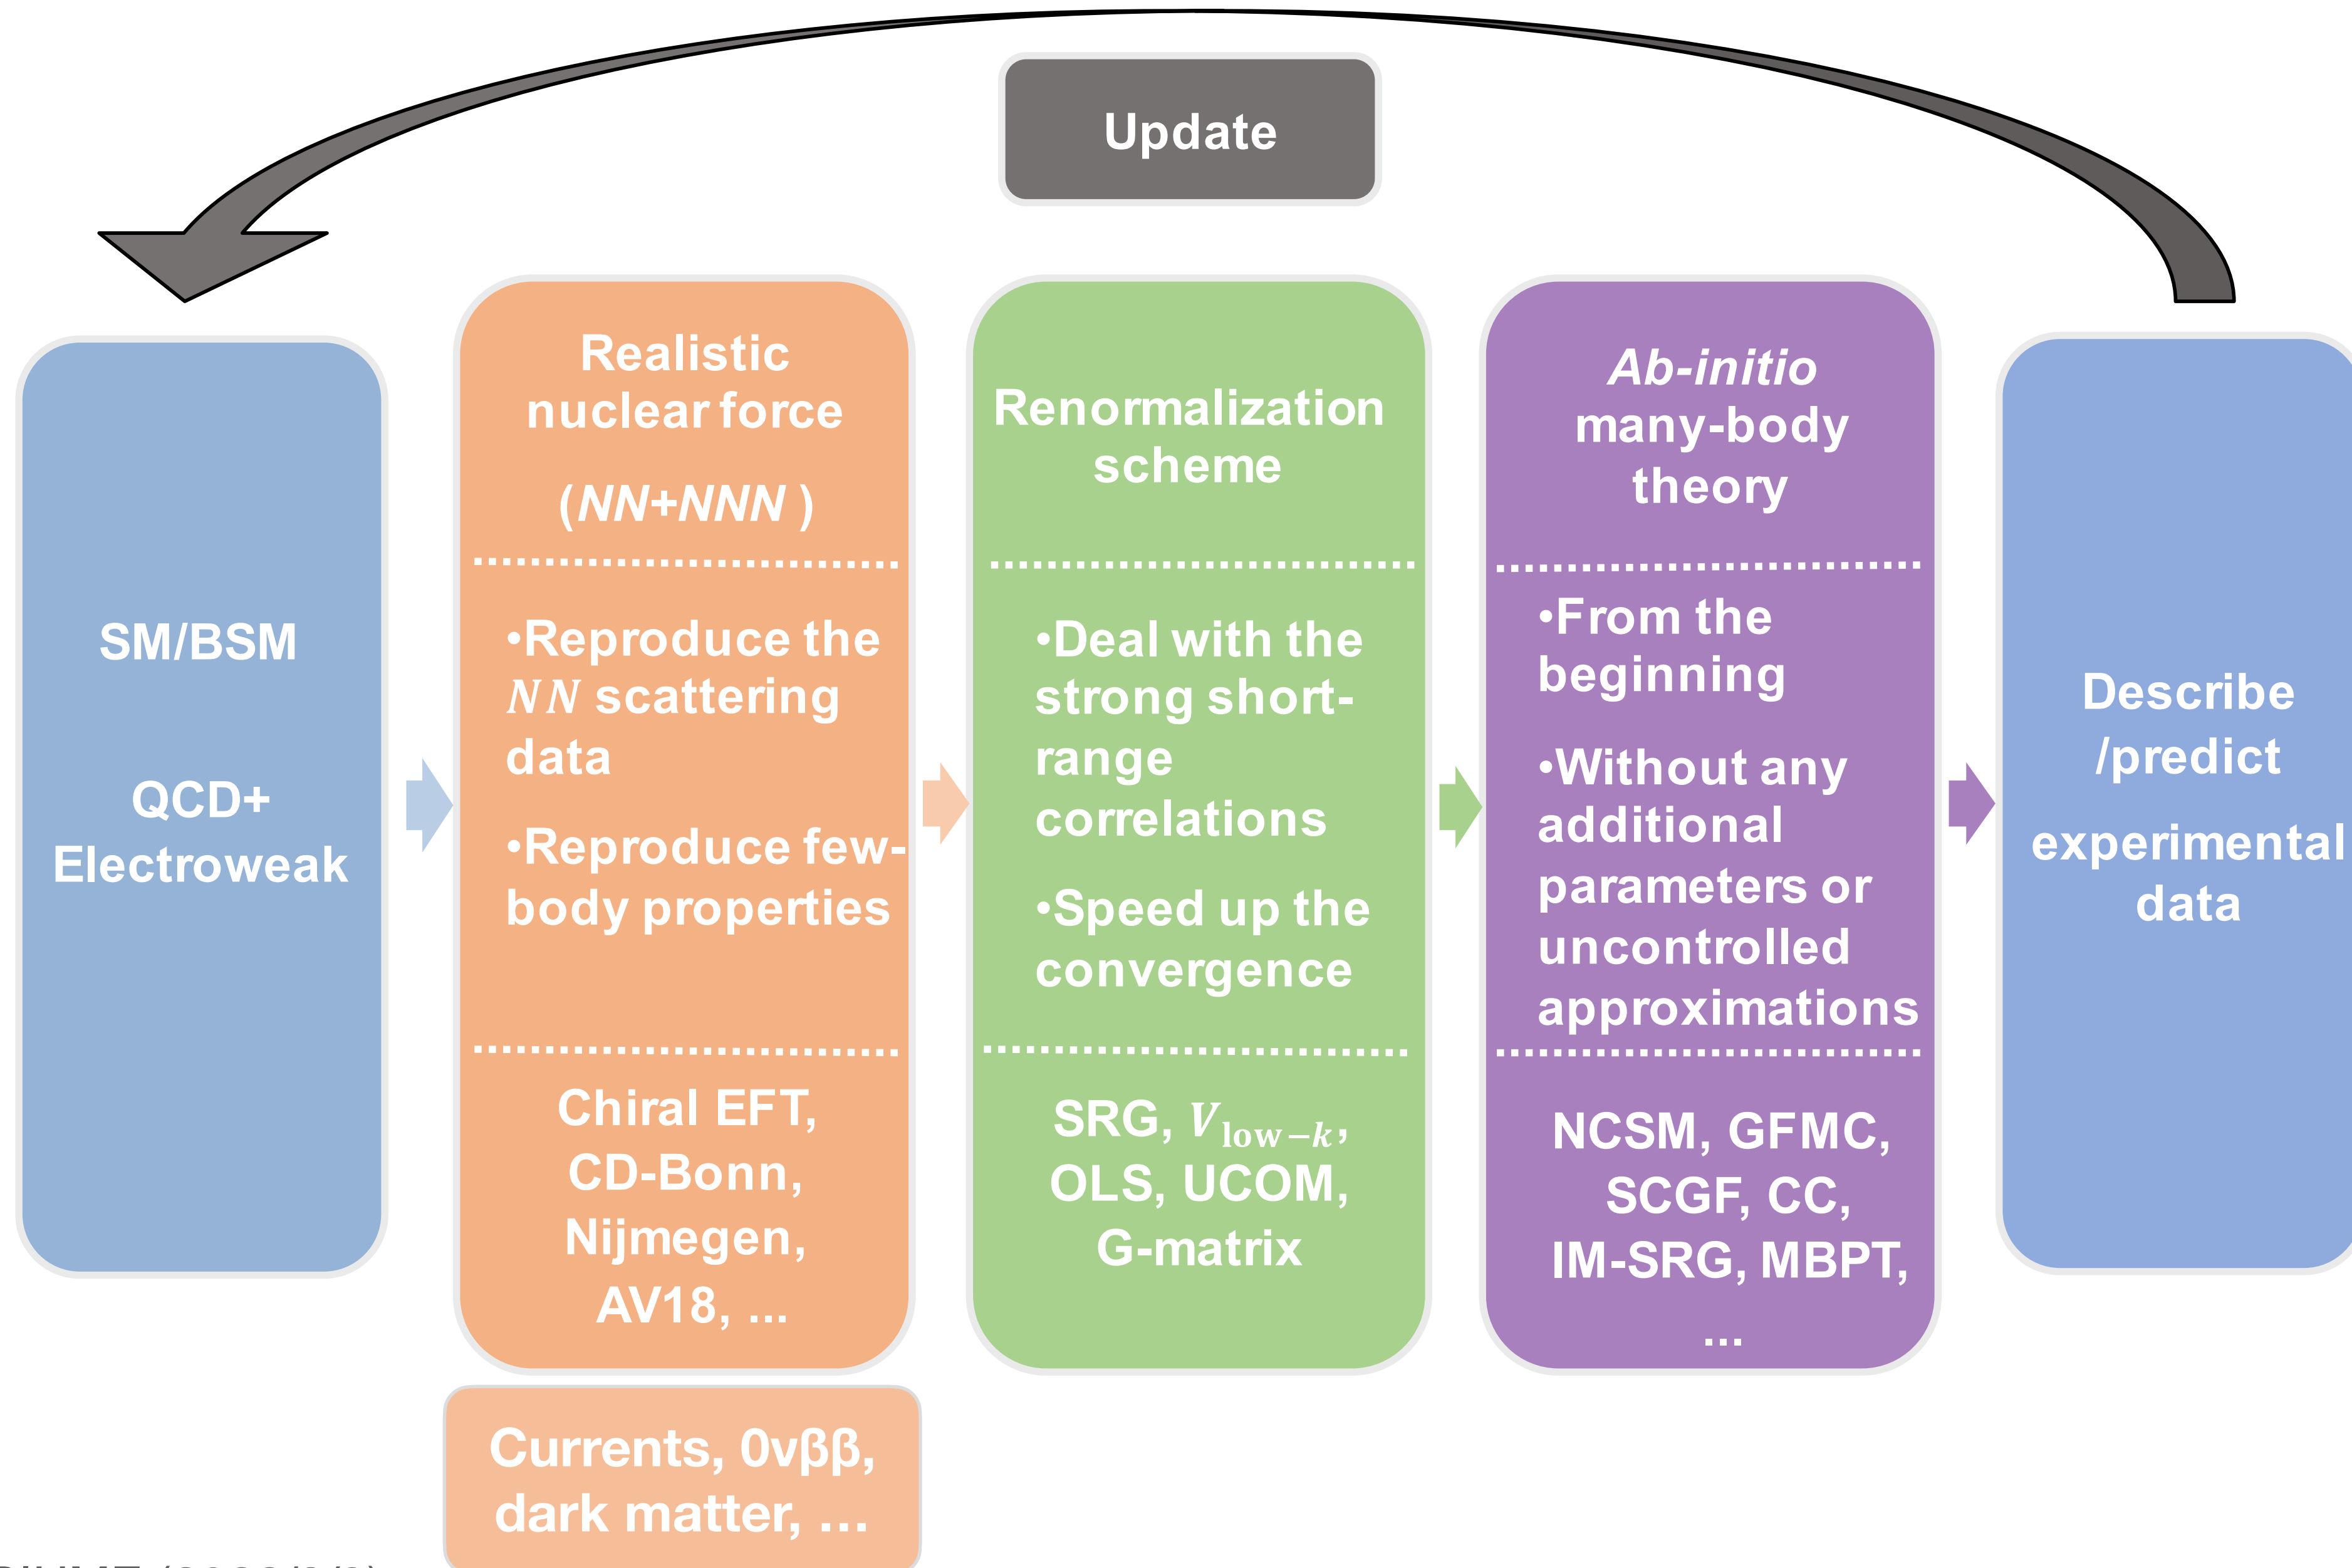 Update
SM/BSM
QCD+
Electroweak
Realistic
nuclear force
(NN+NNN )
•Reproduce the
NN scattering
data
•Reproduce few-
body properties
Chiral EFT,
CD-Bonn,
Nijmegen,
AV18, ...
Currents, 0νββ,
dark matter, …
Renormalization
scheme
•Deal with the
strong short-
range
correlations
•Speed up the
convergence
SRG, V low−k,
OLS, UCOM,
G-matrix
Ab-initio
many-body
theory
•From the
beginning
•Without any
additional
parameters or
uncontrolled
approximations
NCSM, GFMC,
SCGF, CC,
IM-SRG, MBPT,
...
Describe
/predict
experimental
data